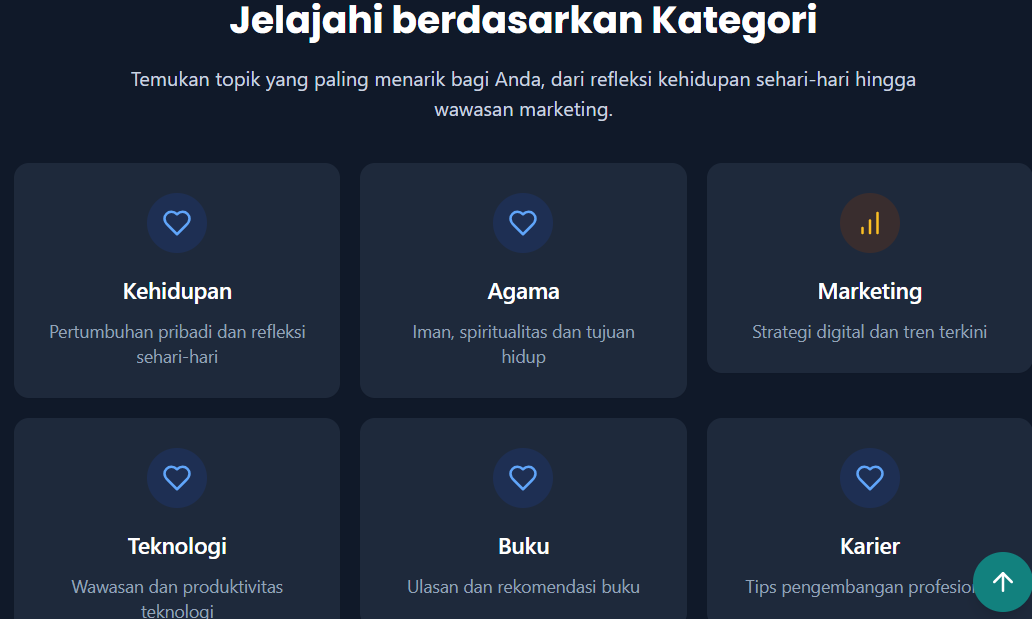 Jelajahi berdasarkan Kategori
Temukan topik yang paling menarik bagi Anda, dari refleksi kehidupan sehari-hari hingga
wawasan marketing.
Kehidupan
Pertumbuhan pribadi dan refleksi
sehari-hari
Agama
Iman, spiritualitas dan tujuan
hidup
Marketing
Strategi digital dan tren terkini
Teknologi
Wawasan dan produktivitas
teknologi
Buku
Ulasan dan rekomendasi buku
Karier
Tips pengembangan